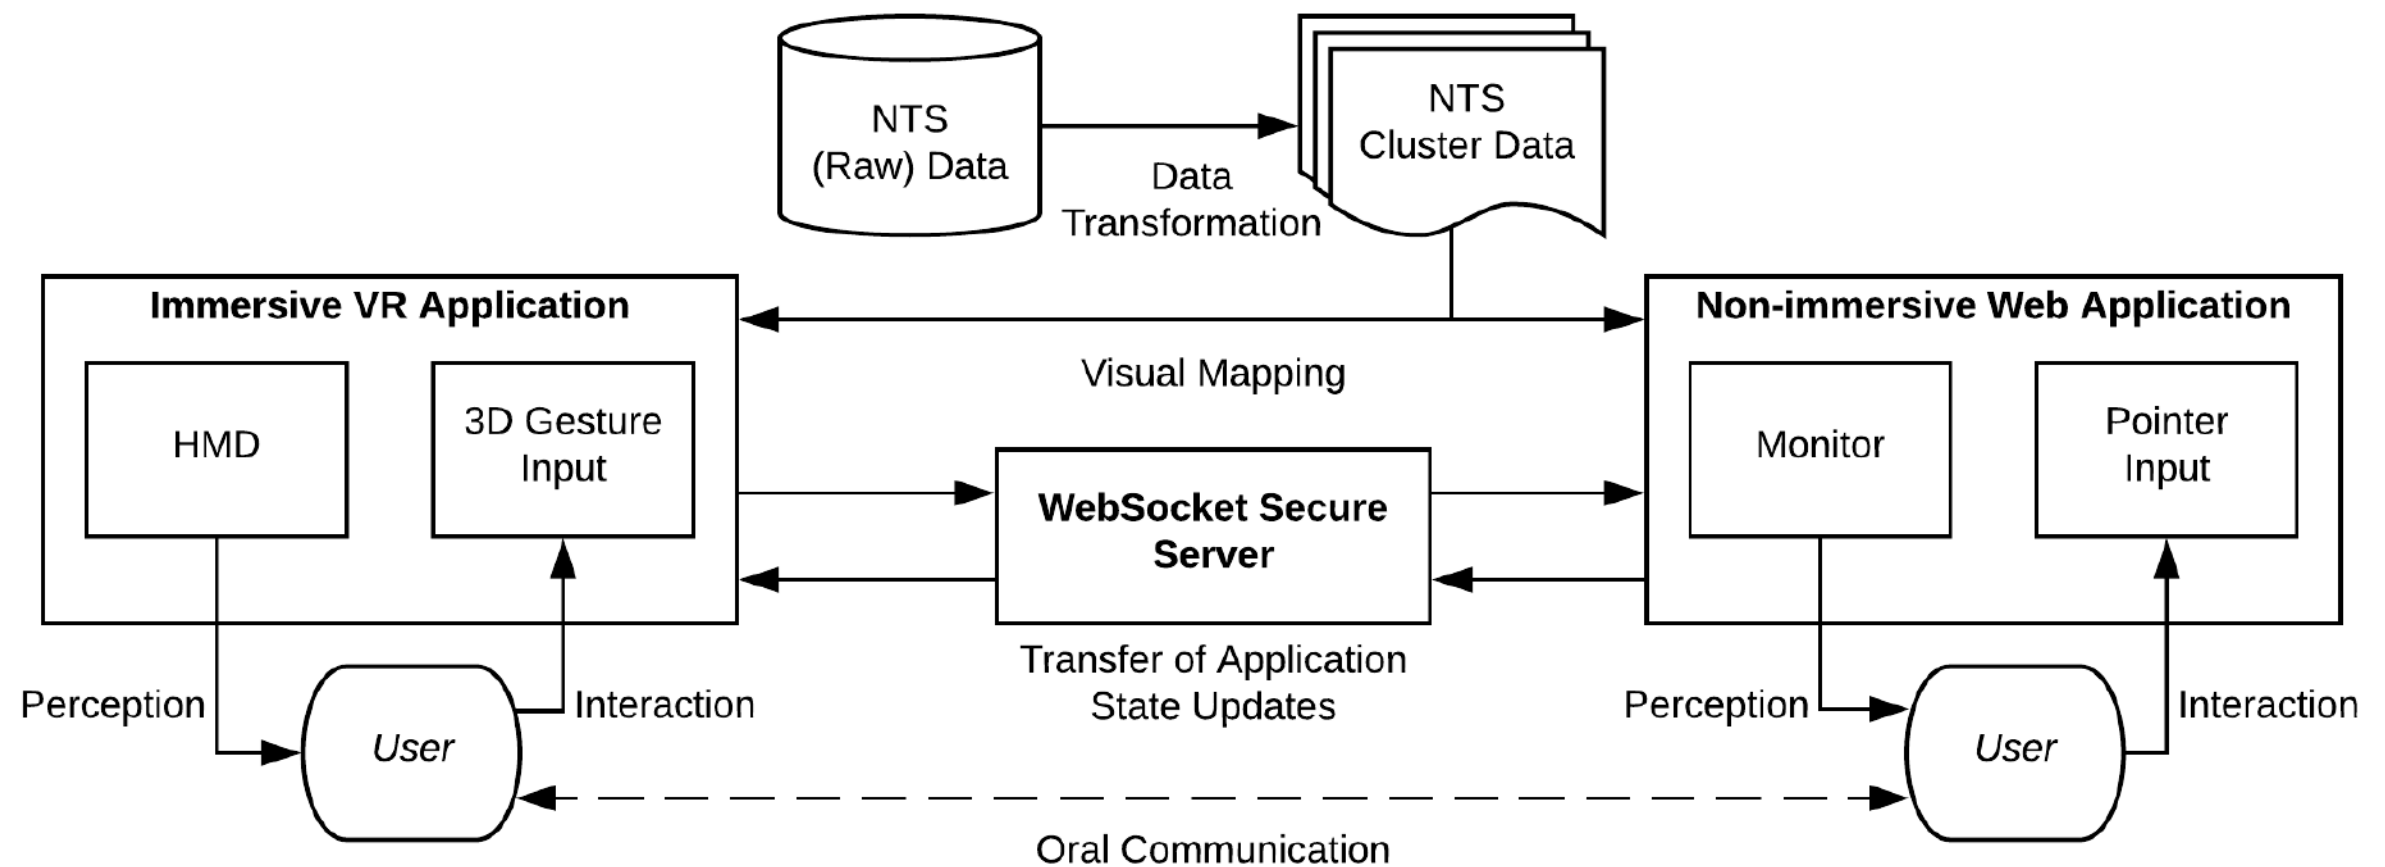 NTS
(Raw) Data
NTS
Cluster Data
Data
Transformation
Immersive VR Application
Non-immersive Web Application
Visual Mapping
HMD
3D Gesture
Input
Monitor
Pointer
Input
WebSocket Secure
Server
Transfer of Application
State Updates
Perception
User
Interaction
Perception
User
Interaction
Oral Communication